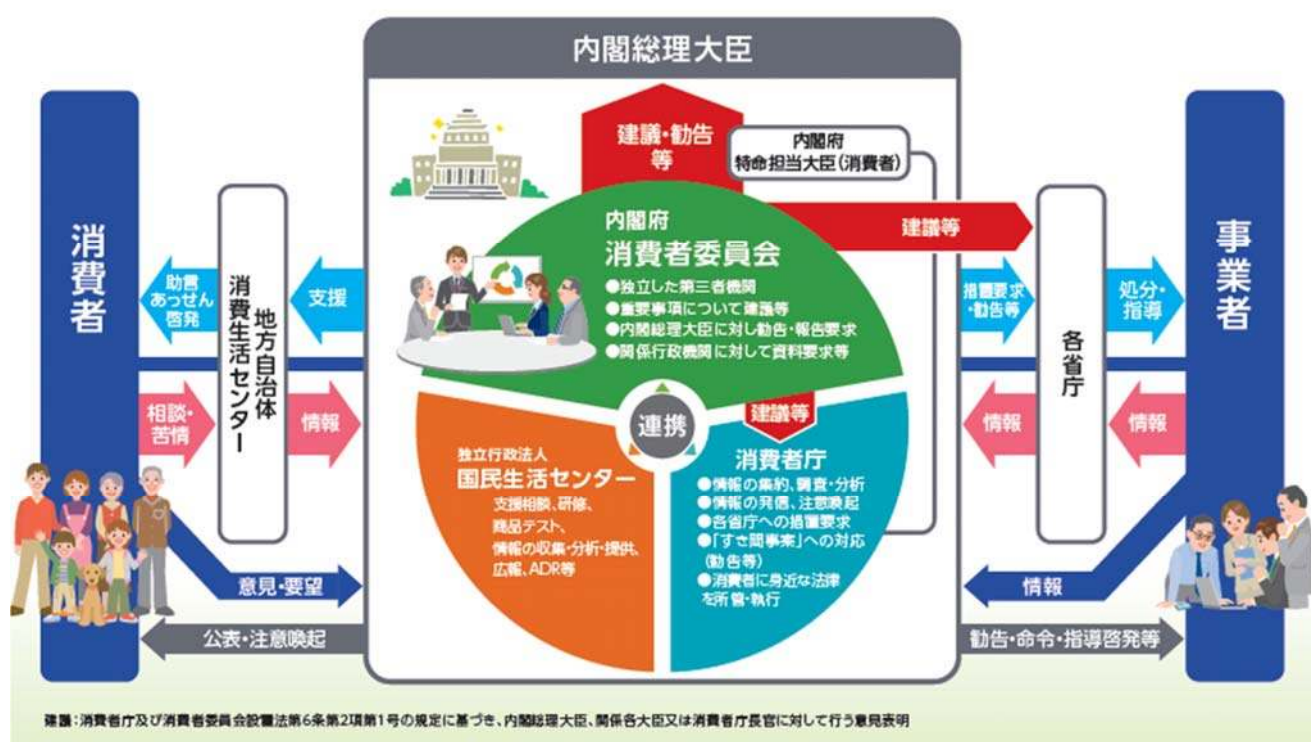 内閣総理大臣
建議・勧告
等
内閣府
特命担当大臣(消費者)
建議等
消費者
助言
あっせん
啓発
相談・
苦情
地方自治体
消費生活センター
支援
情報
内閣府
消費者委員会
●独立した第三者機関
●重要事項について建議等
●内閣総理大臣に対し勧告・報告要求
●関係行政機関に対して資料要求等
連携
建議等
独立行政法人
国民生活センター
支援相談、研修、
商品テスト、
情報の収集・分析・提供、
広報、ADR等
消費者庁
●情報の集約、調査・分析
●情報の発信、注意喚起
●各省庁への措置要求
●「すき間事案」への対応
(勧告等)
●消費者に身近な法律
を所管・執行
措置要求
・勧告等
情報
各省庁
処分・
指導
情報
事業者
意見・要望
公表・注意喚起
情報
勧告・命令・指導啓発等
建議:消費者庁及び消費者委員会設置法第6条第2項第1号の規定に基づき、内閣総理大臣、関係各大臣又は消費者庁長官に対して行う意見表明